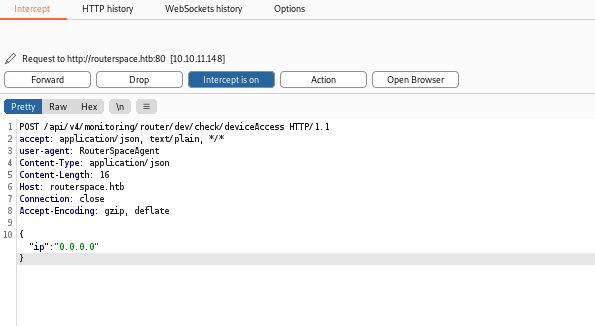 Intercept HTTP history WebSockets history Options
Request to http://routerspace.htb:80 [10.10.11.148]
Forward Drop Intercept is on Action Open Browser
Pretty Raw Hex \n ≡
1 POST /api/v4/monitoring/router/dev/check/deviceAccess HTTP/1.1
2 accept: application/json, text/plain, */*
3 user-agent: RouterSpaceAgent
4 Content-Type: application/json
5 Content-Length: 16
6 Host: routerspace.htb
7 Connection: close
8 Accept-Encoding: gzip, deflate
9
10 {
"ip":"0.0.0.0"
}